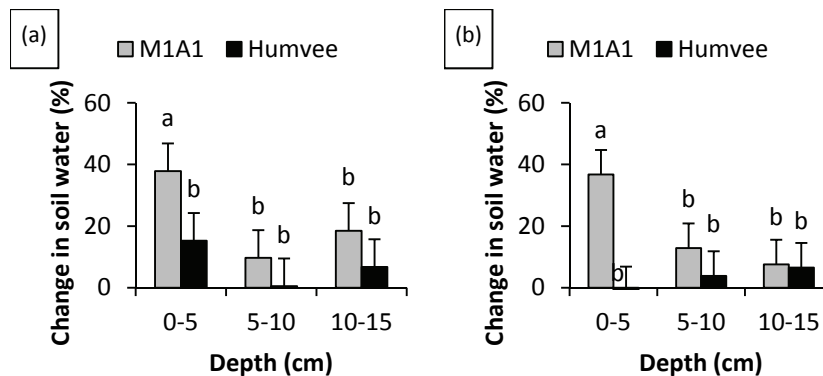 (a)
M1A1 Humvee
Change in soil water (%)
60
40
20
0
a
b
b
b
b
b
0-5 5-10 10-15
Depth (cm)
(b)
M1A1 Humvee
Change in soil water (%)
60
40
20
0
a
b
b
b
b
b
0-5 5-10 10-15
Depth (cm)